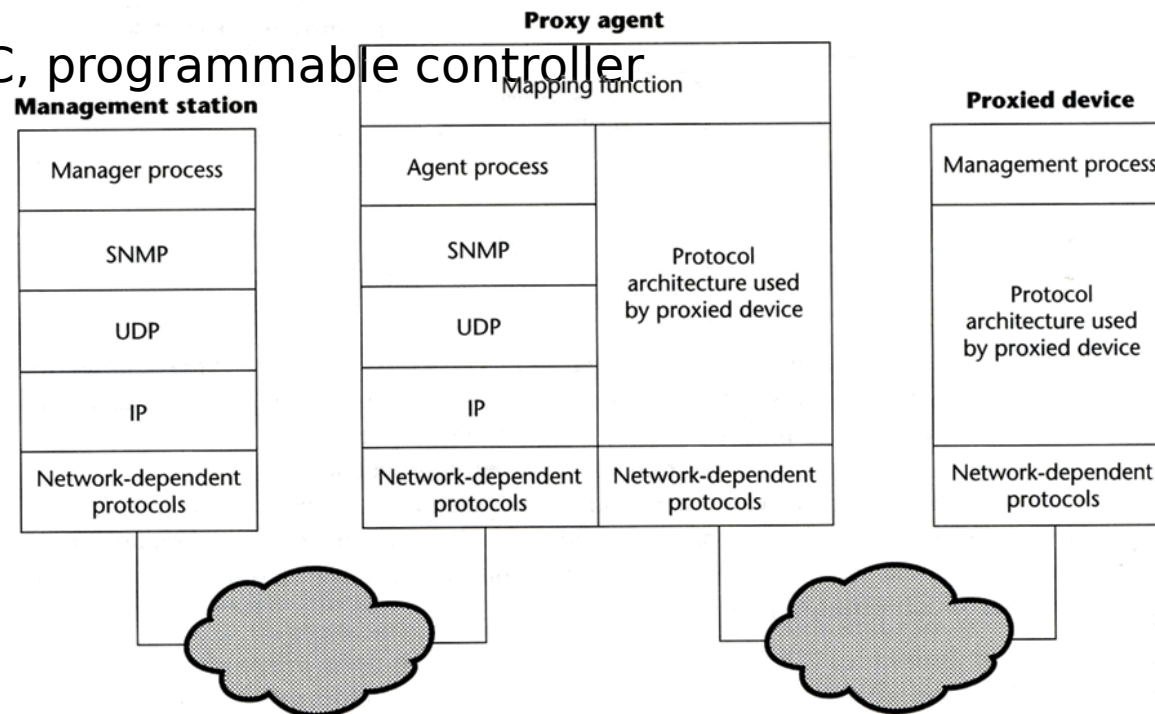 Proxy agent
C, programmable controller
Mapping function
Management station
Manager process
SNMP
UDP
IP
Network-dependent
protocols
Agent process
SNMP
UDP
IP
Network-dependent
protocols
Protocol
architecture used
by proxied device
Network-dependent
protocols
Proxied device
Management process
Protocol
architecture used
by proxied device
Network-dependent
protocols